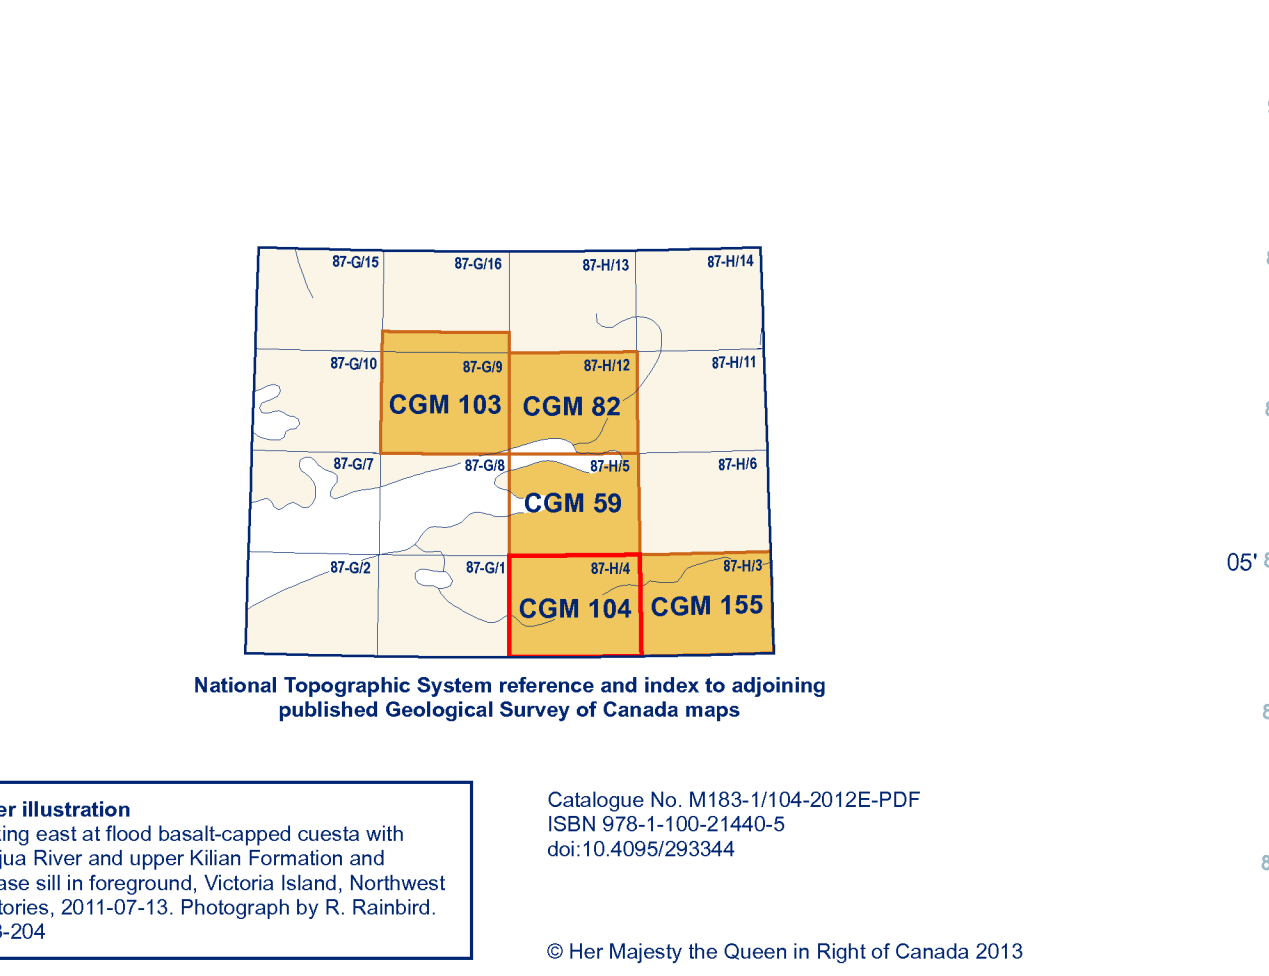 87-G/15 87-G/16 87-H/13 87-H/14
87-G/10 87-G/9 87-H/12 87-H/11
CGM 103 CGM 82
87-G/7 87-G/8 87-H/5 87-H/6
CGM 59
05'
87-G/2 87-G/1 87-H/4 87-H/3
CGM 104 CGM 155
National Topographic System reference and index to adjoining
published Geological Survey of Canada maps
er illustration
ing east at flood basalt-capped cuesta with
jua River and upper Kilian Formation and
ase sill in foreground, Victoria Island, Northwest
tories, 2011-07-13. Photograph by R. Rainbird.
-204
Catalogue No. M183-1/104-2012E-PDF
ISBN 978-1-100-21440-5
doi:10.4095/293344
© Her Majesty the Queen in Right of Canada 2013